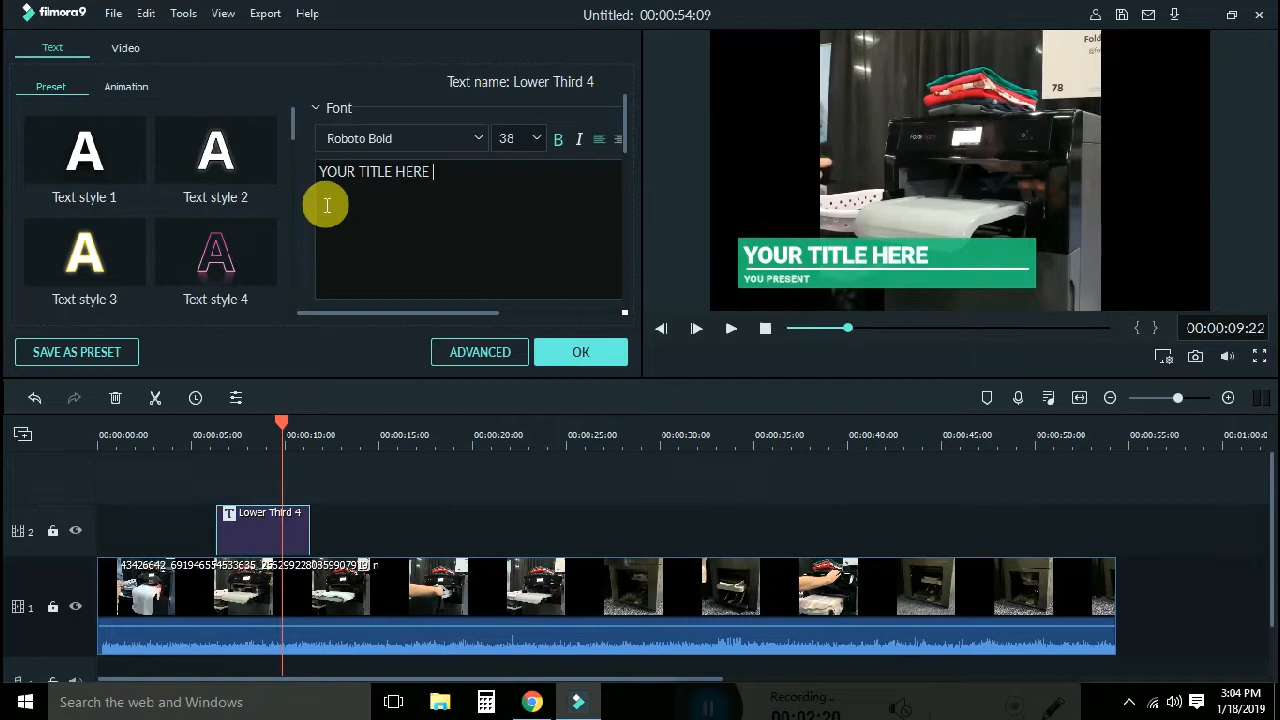 filmora9 File Edit Tools View Export Help Untitled: 00:00:54:09
Text Video
Preset Animation Text name: Lower Third 4
Font
Roboto Bold 38 B I
YOUR TITLE HERE
A A
Text style 1 Text style 2
A A
Text style 3 Text style 4
SAVE AS PRESET ADVANCED OK
78
YOUR TITLE HERE
YOU PRESENT
00:00:09:22
00:00:00:00 00:00:05:00 00:00:10:00 00:00:15:00 00:00:20:00 00:00:25:00 00:00:30:00 00:00:35:00 00:00:40:00 00:00:45:00 00:00:50:00 00:00:55:00
T Lower Third 4
2
1
Search the web and Windows
Recording...
00:02:20
3:04 PM
1/18/2019